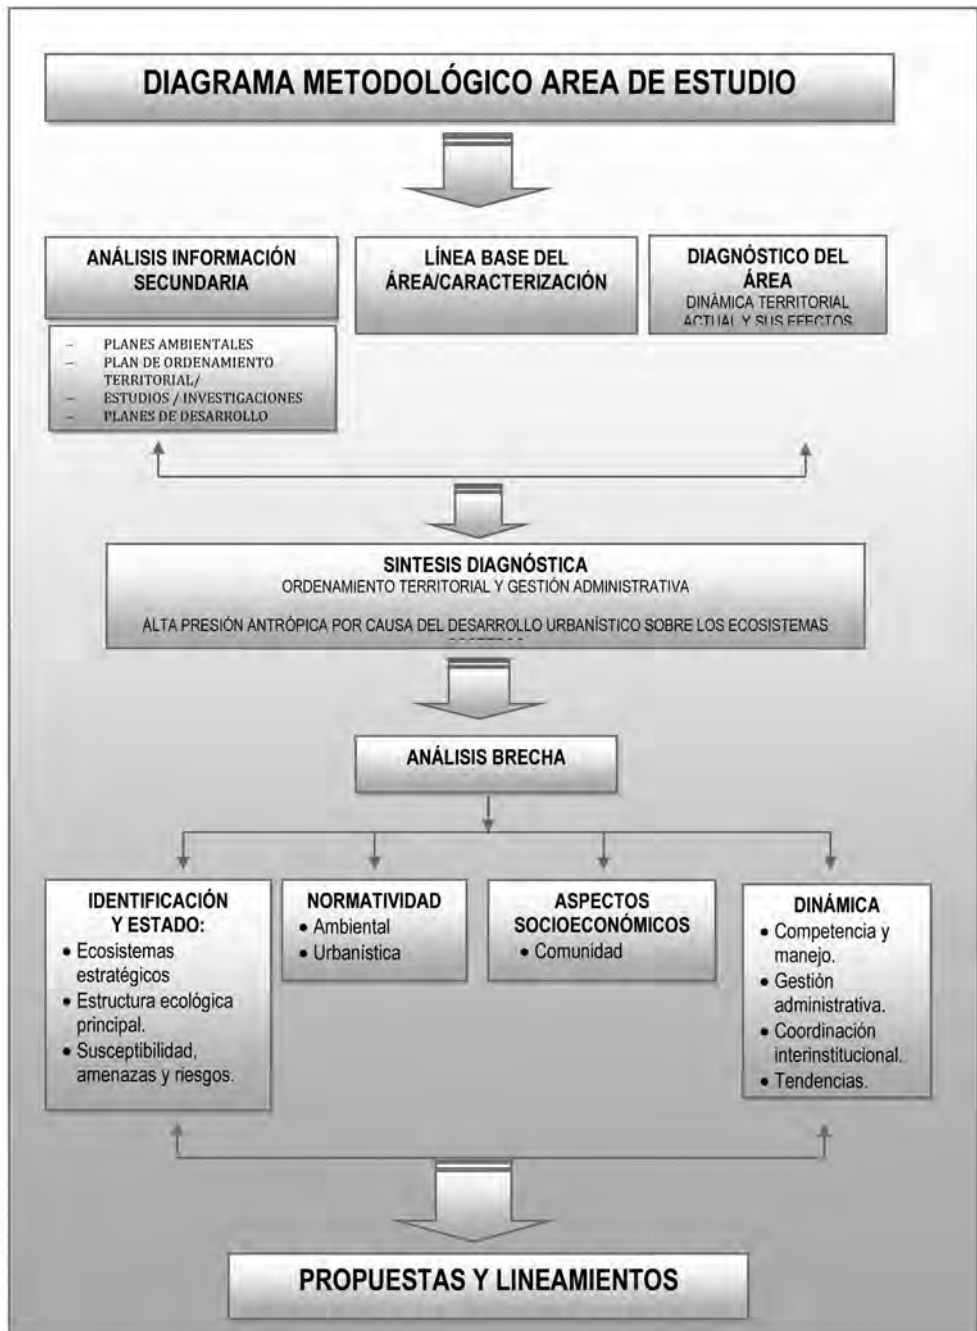 DIAGRAMA METODOLÓGICO AREA DE ESTUDIO
ANÁLISIS INFORMACIÓN
SECUNDARIA
– PLANES AMBIENTALES
– PLAN DE ORDENAMIENTO
TERRITORIAL/
– ESTUDIOS / INVESTIGACIONES
– PLANES DE DESARROLLO
LÍNEA BASE DEL
ÁREA/CARACTERIZACIÓN
DIAGNÓSTICO DEL
ÁREA
DINÁMICA TERRITORIAL
ACTUAL Y SUS EFECTOS
SINTESIS DIAGNÓSTICA
ORDENAMIENTO TERRITORIAL Y GESTIÓN ADMINISTRATIVA
ALTA PRESIÓN ANTRÓPICA POR CAUSA DEL DESARROLLO URBANÍSTICO SOBRE LOS ECOSISTEMAS
ANÁLISIS BRECHA
IDENTIFICACIÓN
Y ESTADO:
• Ecosistemas
estratégicos
• Estructura ecológica
principal.
• Susceptibilidad,
amenazas y riesgos.
NORMATIVIDAD
• Ambiental
• Urbanística
ASPECTOS
SOCIOECONÓMICOS
• Comunidad
DINÁMICA
• Competencia y
manejo.
• Gestión
administrativa.
• Coordinación
interinstitucional.
• Tendencias.
PROPUESTAS Y LINEAMIENTOS